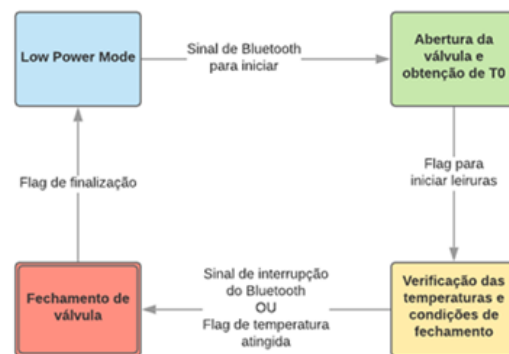 Low Power Mode
Sinal de Bluetooth
para iniciar
Abertura da
válvula e
obtenção de T0
Flag para
iniciar leiruras
Flag de finalização
Fechamento de
válvula
Sinal de interrupção
do Bluetooth
OU
Flag de temperatura
atingida
Verificação das
temperaturas e
condições de
fechamento